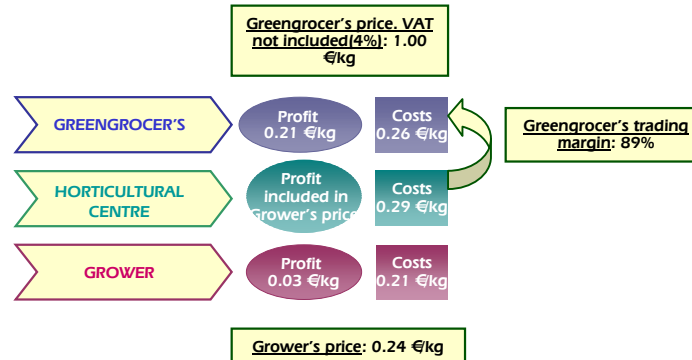 Greengrocer's price. VAT
not included(4%): 1.00
€/kg
GREENGROCER'S
Profit
0.21 €/kg
Costs
0.26 €/kg
Greengrocer's trading
margin: 89%
HORTICULTURAL
CENTRE
Profit
included in
Grower's price
Costs
0.29 €/kg
GROWER
Profit
0.03 €/kg
Costs
0.21 €/kg
Grower's price: 0.24 €/kg